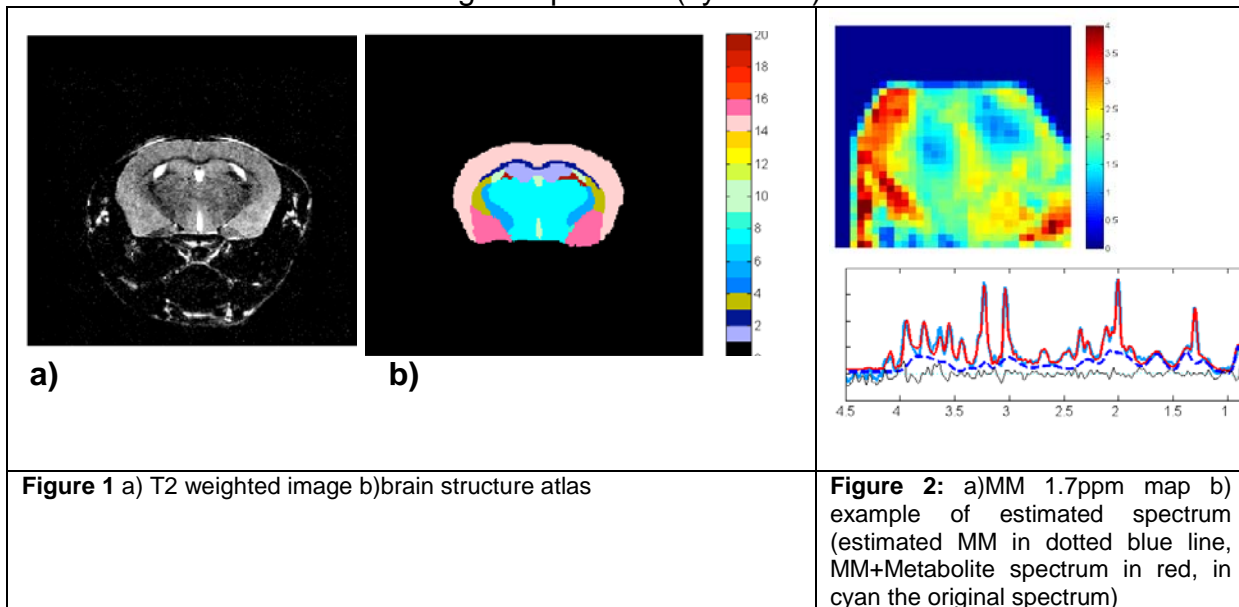 20
18
16
14
12
10
8
6
4
2
4
3.5
3
2.5
2
1.5
1
0.5
0
a)
b)
4.5 4 3.5 3 2.5 2 1.5 1
Figure 1 a) T2 weighted image b)brain structure atlas
Figure 2: a)MM 1.7ppm map b)
example of estimated spectrum
(estimated MM in dotted blue line,
MM+Metabolite spectrum in red, in
cyan the original spectrum)